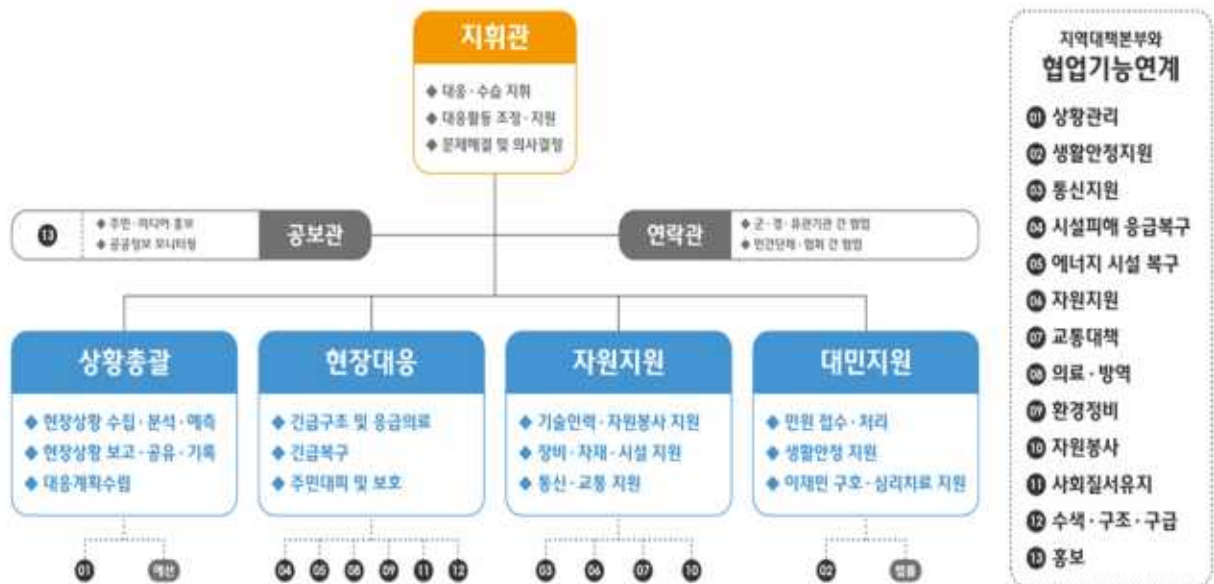 지휘관
◆ 대응·수습 지휘
◆ 대응활동 조정·지원
◆ 문제해결 및 의사결정
13
◆ 주민·미디어 홍보
◆ 공공정보 모니터링
공보관
연락관
◆ 군·경·유관기관 간 협업
◆ 민간단체·협회 간 협업
상황총괄
◆ 현장상황 수집·분석·예측
◆ 현장상황 보고·공유·기록
◆ 대응계획수립
01 예산
현장대응
◆ 긴급구조 및 응급의료
◆ 긴급복구
◆ 주민대피 및 보호
04 05 08 09 11 12
자원지원
◆ 기술인력·자원봉사 지원
◆ 장비·자재·시설 지원
◆ 통신·교통 지원
03 06 07 10
대민지원
◆ 민원 접수·처리
◆ 생활안정 지원
◆ 이재민 구호·심리치료 지원
02 법률
지역대책본부와
협업기능연계
01 상황관리
02 생활안정지원
03 통신지원
04 시설피해 응급복구
05 에너지 시설 복구
06 자원지원
07 교통대책
08 의료·방역
09 환경정비
10 자원봉사
11 사회질서유지
12 수색·구조·구급
13 홍보